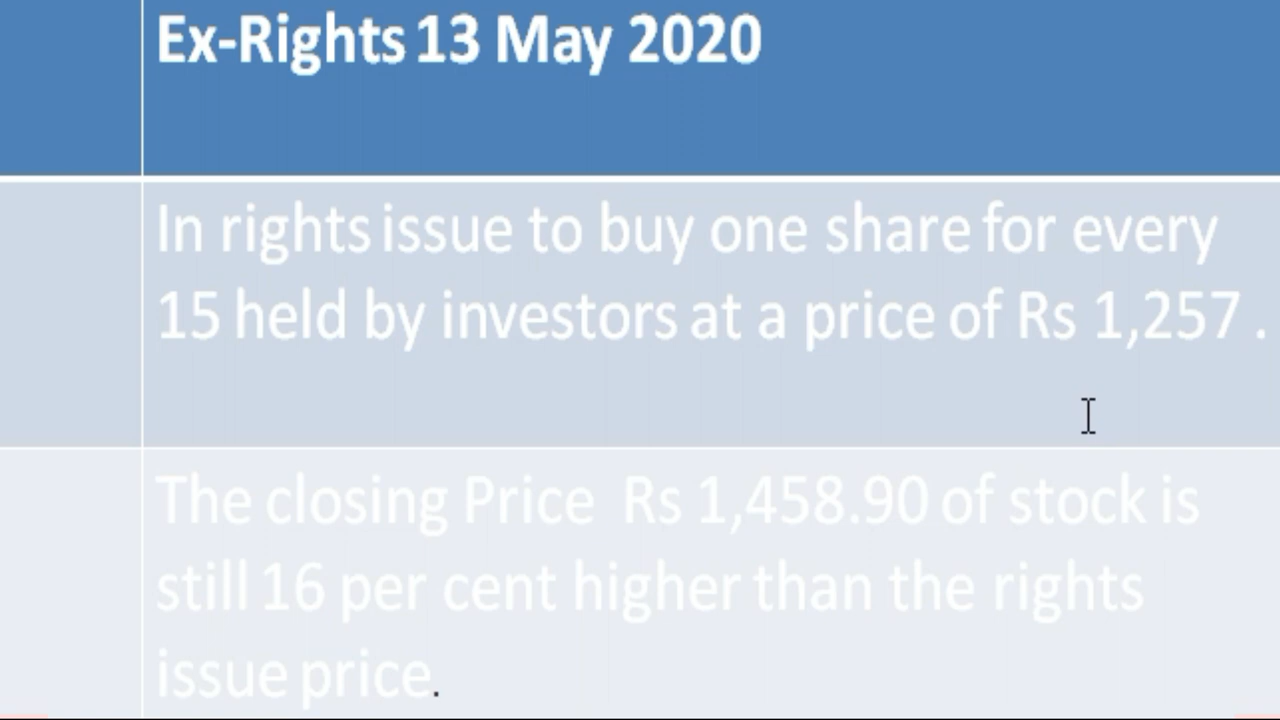 Ex-Rights 13 May 2020
In rights issue to buy one share for every
15 held by investors at a price of Rs 1,257 .
The closing Price Rs 1,458.90 of stock is
still 16 per cent higher than the rights
issue price.